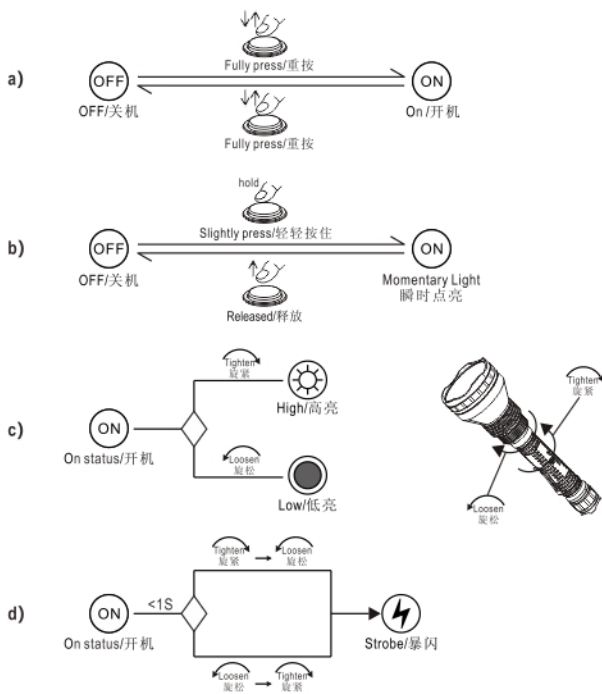 Fully press/重按
a)
OFF
ON
OFF/关机
On /开机
Fully press/重按
hold
Slightly press/轻轻按住
b)
OFF
ON
OFF/关机
Momentary Light
瞬时点亮
Released/释放
Tighten
旋紧
High/高亮
c)
ON
On status/开机
Loosen
旋松
Low/低亮
Tighten
旋紧
Loosen
旋松
Tighten
旋紧
Loosen
旋松
d)
ON
<1S
On status/开机
Strobe/暴闪
Loosen
旋松
Tighten
旋紧